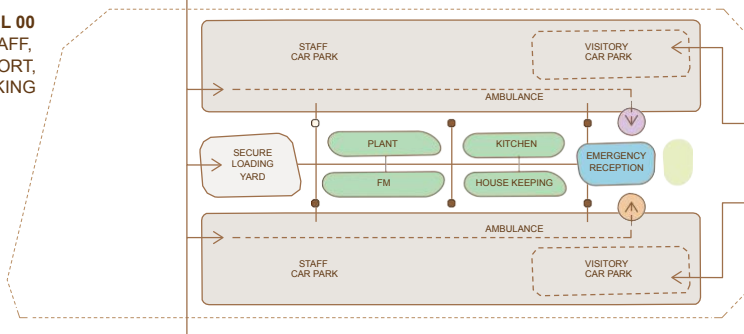 L 00
AFF,
ORT,
KING
STAFF
CAR PARK
VISITORY
CAR PARK
AMBULANCE
SECURE
LOADING
YARD
PLANT
KITCHEN
EMERGENCY
RECEPTION
FM
HOUSE KEEPING
AMBULANCE
STAFF
CAR PARK
VISITORY
CAR PARK